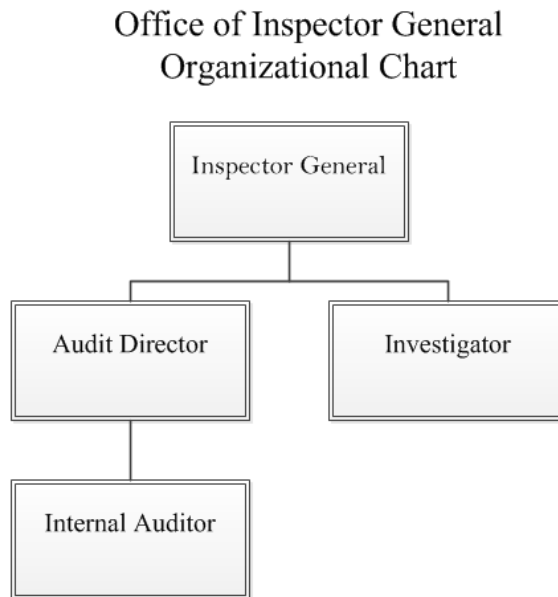 Office of Inspector General
Organizational Chart
Inspector General
Audit Director
Investigator
Internal Auditor